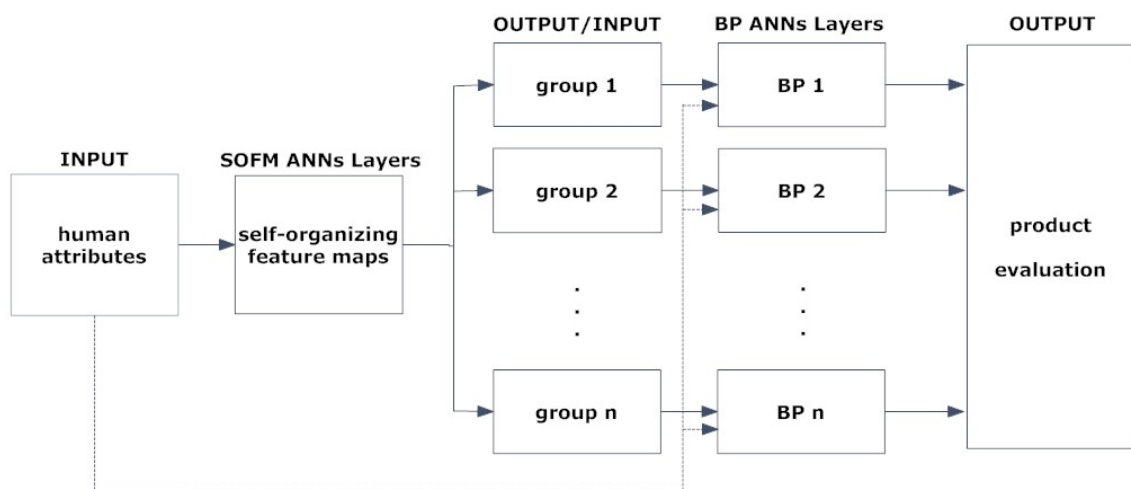 OUTPUT/INPUT
BP ANNs Layers
OUTPUT
group 1
BP 1
INPUT
SOFM ANNs Layers
group 2
BP 2
human
attributes
self-organizing
feature maps
product
evaluation
group n
BP n